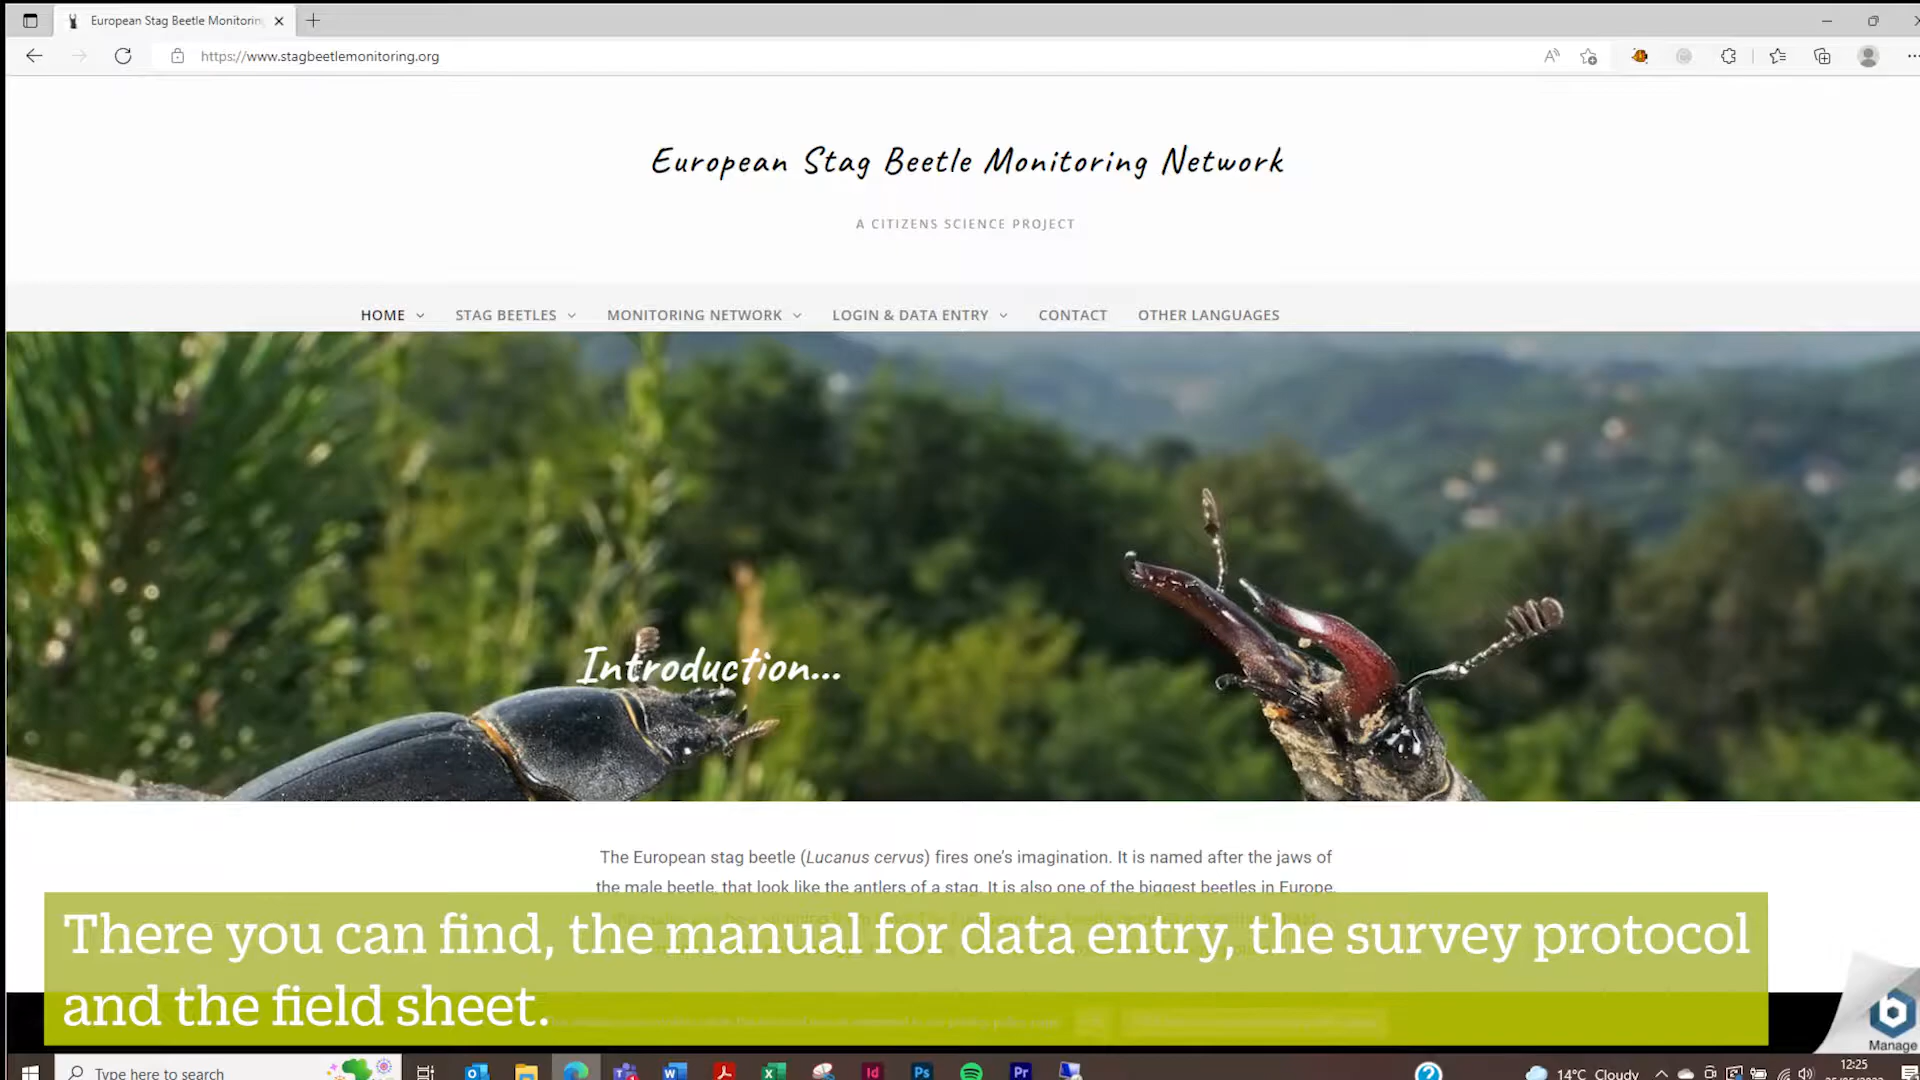 European Stag Beetle Monitorin
https://www.stagbeetlemonitoring.org
European Stag Beetle Monitoring Network
A CITIZENS SCIENCE PROJECT
HOME STAG BEETLES MONITORING NETWORK LOGIN & DATA ENTRY CONTACT OTHER LANGUAGES
Introduction...
The European stag beetle (Lucanus cervus) fires one's imagination. It is named after the jaws of
the male beetle, that look like the antlers of a stag. It is also one of the biggest beetles in Europe.
There you can find, the manual for data entry, the survey protocol
and the field sheet.
Manage
Type here to search
14°C Cloudy
12:25